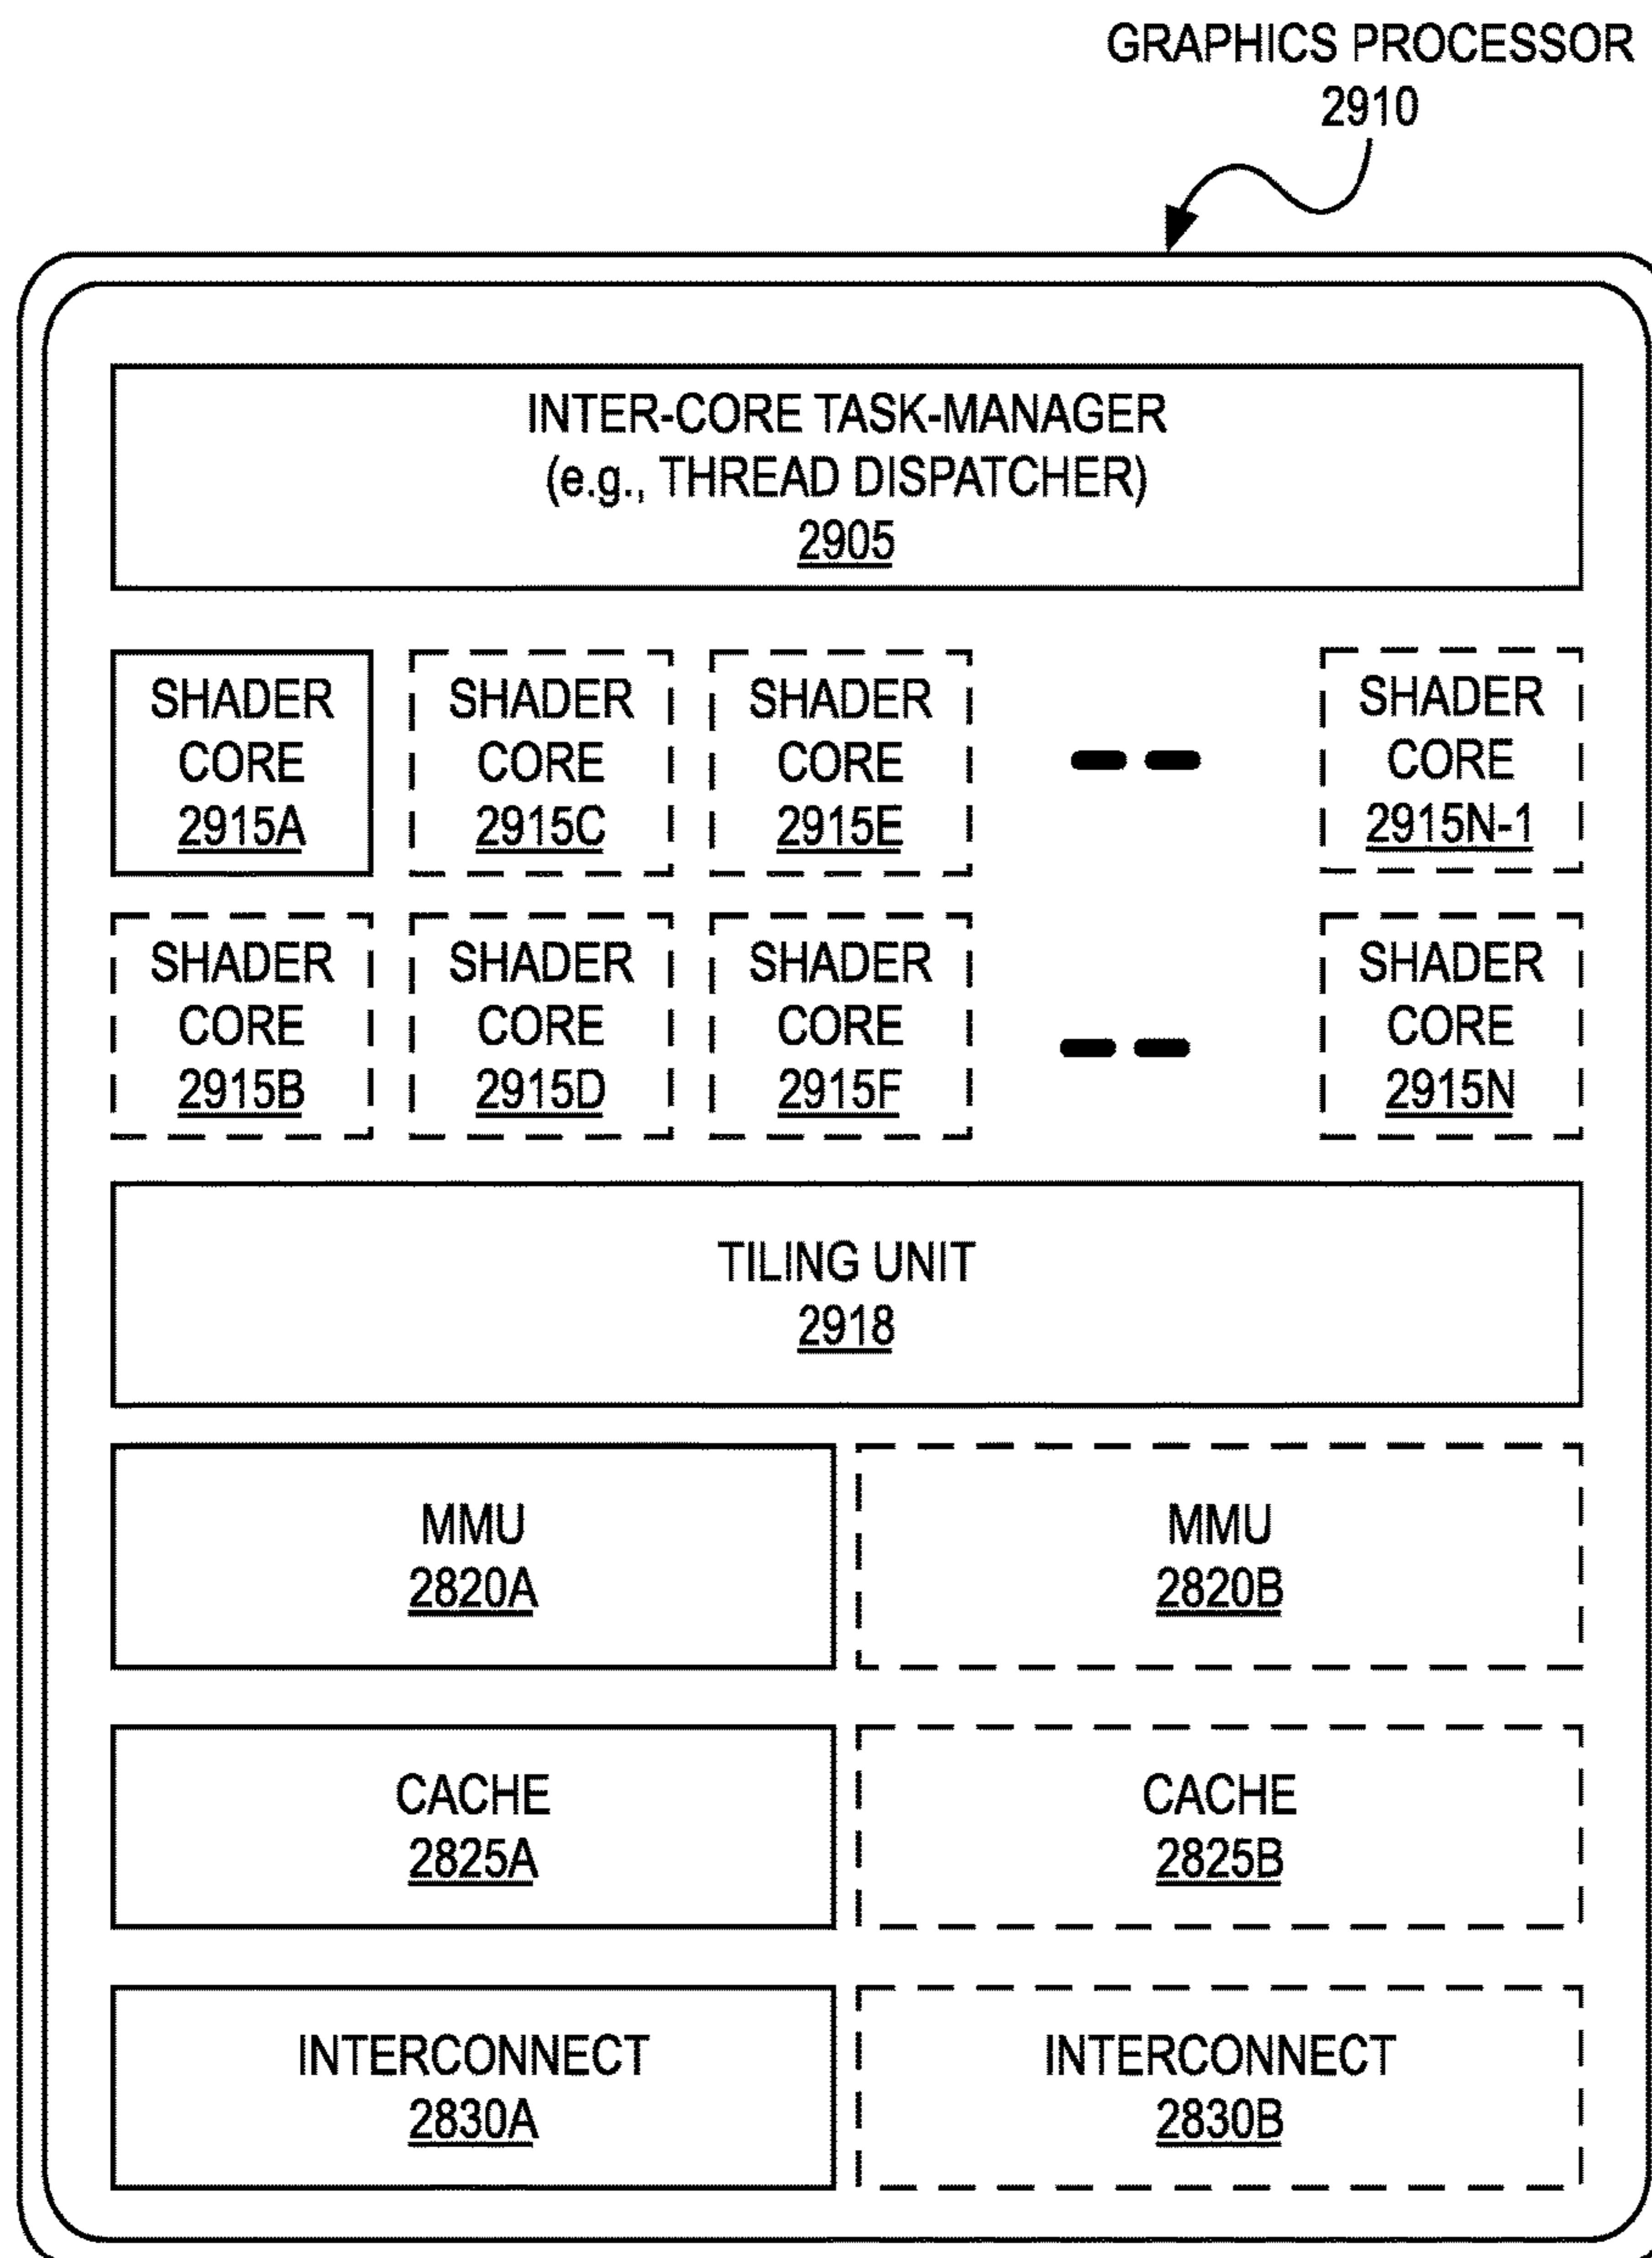 GRAPHICS PROCESSOR
2910
INTER-CORE TASK-MANAGER
(e.g., THREAD DISPATCHER)
2905
SHADER
CORE
2915A
SHADER
CORE
2915C
SHADER
CORE
2915E
SHADER
CORE
2915N-1
SHADER
CORE
2915B
SHADER
CORE
2915D
SHADER
CORE
2915F
SHADER
CORE
2915N
TILING UNIT
2918
MMU
2820A
MMU
2820B
CACHE
2825A
CACHE
2825B
INTERCONNECT
2830A
INTERCONNECT
2830B